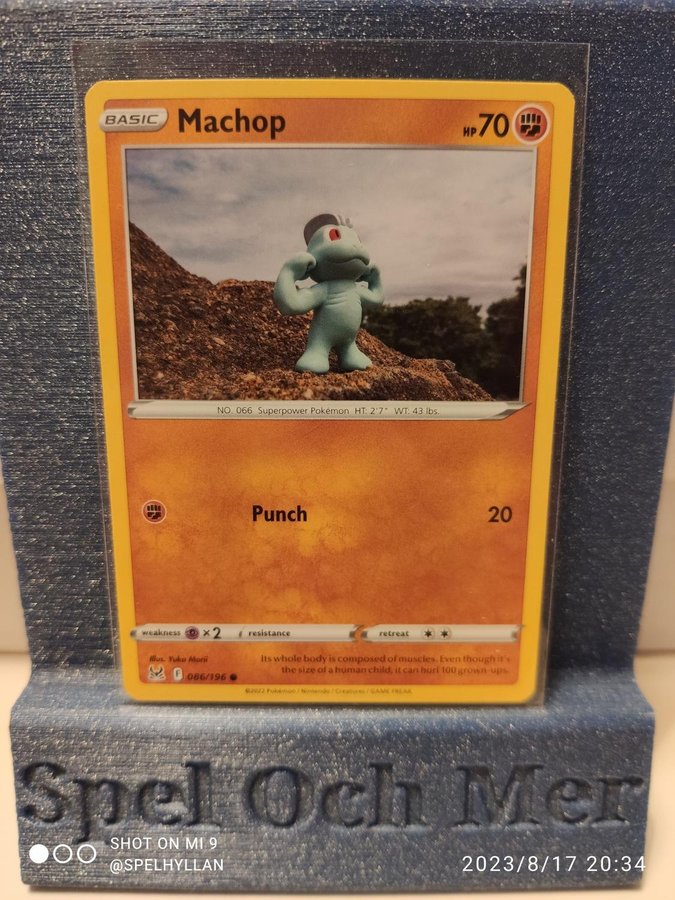 BASIC Machop HP 70
NO. 066 Superpower Pokémon HT: 2'7" WT: 43 lbs.
Punch 20
weakness ×2 resistance retreat
Illus. Yuka Morii
Its whole body is composed of muscles. Even though it's
the size of a human child, it can hurl 100 grown-ups.
F 086/196
©2022 Pokémon / Nintendo / Creatures / GAME FREAK
Spel Och Mer
SHOT ON MI 9
@SPELHYLLAN
2023/8/17 20:34